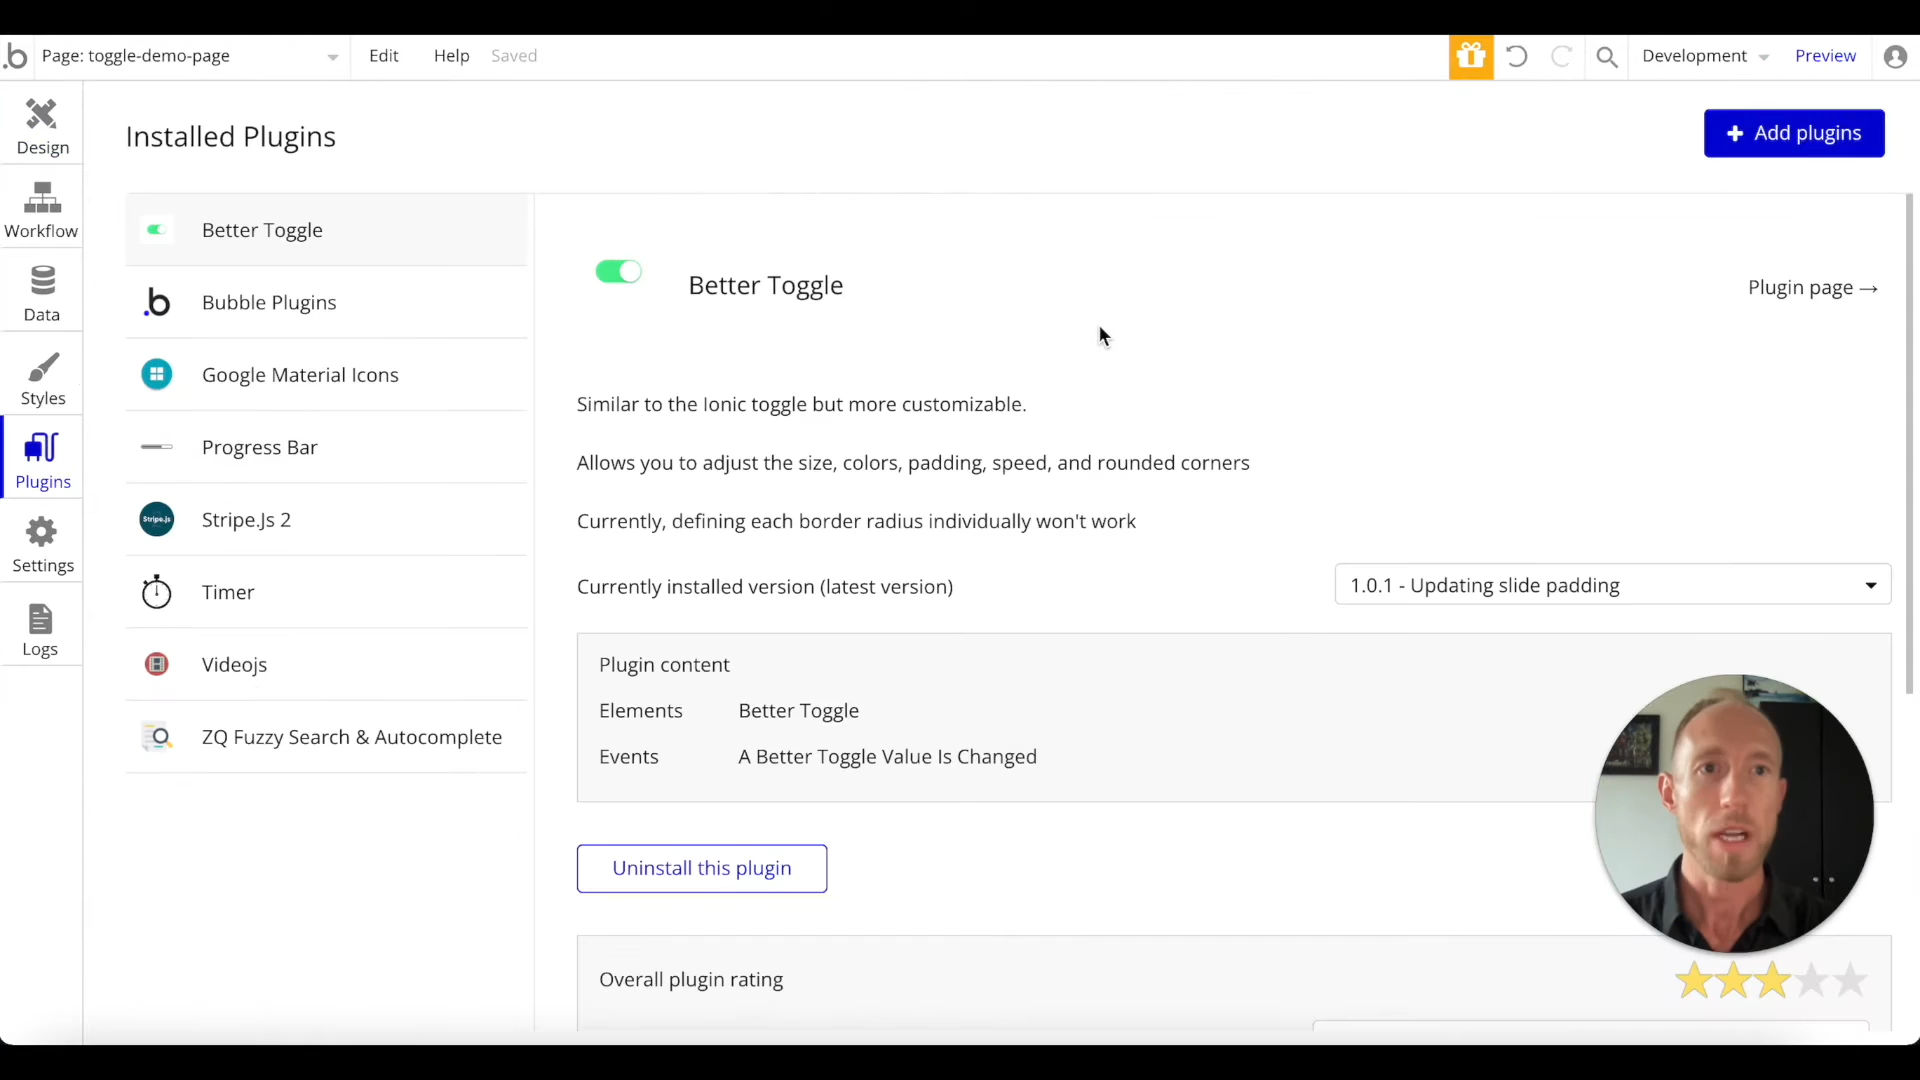 .b Page: toggle-demo-page Edit Help Saved Development Preview
Design
Workflow
Data
Styles
Plugins
Settings
Logs
Installed Plugins
+ Add plugins
Better Toggle
.b Bubble Plugins
Google Material Icons
Progress Bar
Stripe.js Stripe.Js 2
Timer
Videojs
ZQ Fuzzy Search & Autocomplete
Better Toggle
Plugin page →
Similar to the Ionic toggle but more customizable.
Allows you to adjust the size, colors, padding, speed, and rounded corners
Currently, defining each border radius individually won't work
Currently installed version (latest version) 1.0.1 - Updating slide padding
Plugin content
Elements Better Toggle
Events A Better Toggle Value Is Changed
Uninstall this plugin
Overall plugin rating